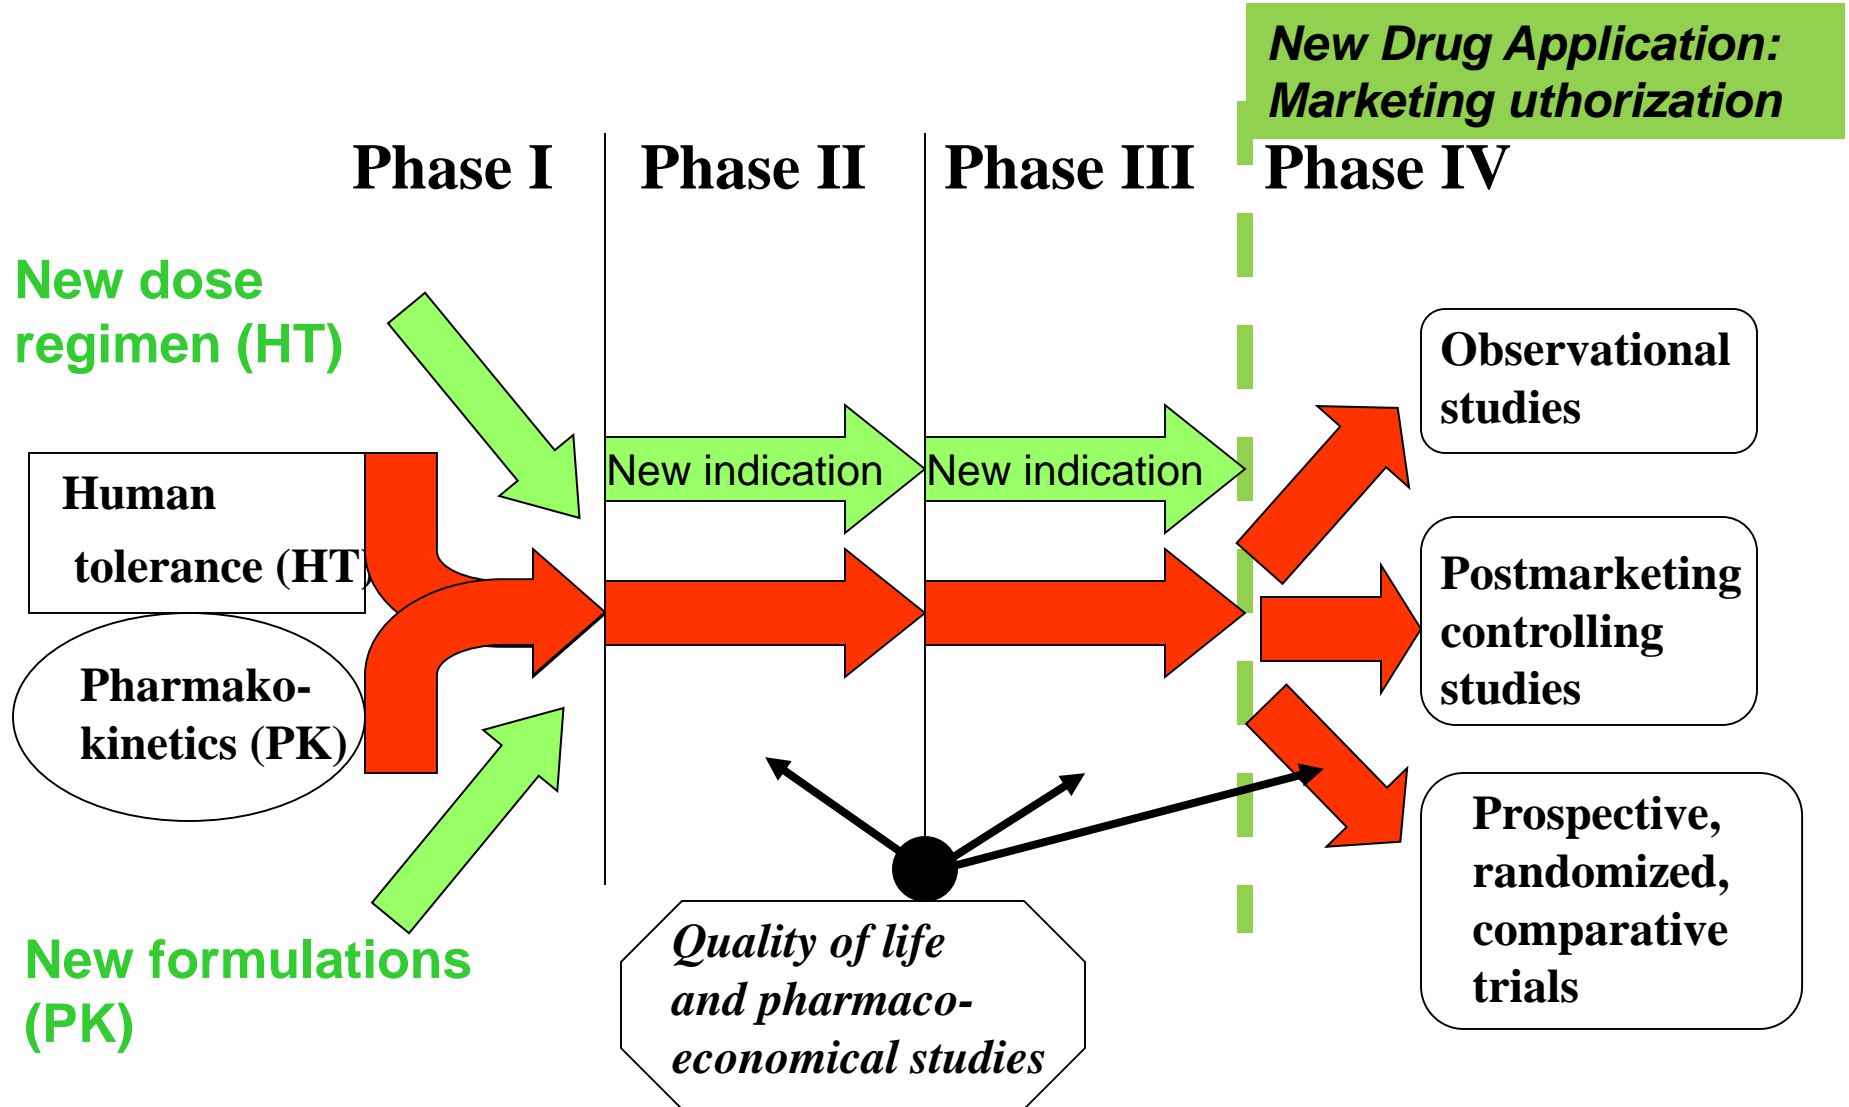 New Drug Application:
Marketing uthorization
Phase I
Phase II
Phase III
Phase IV
New dose
regimen (HT)
Human
tolerance (HT)
Pharmako-
kinetics (PK)
New formulations
(PK)
New indication
New indication
Observational
studies
Postmarketing
controlling
studies
Prospective,
randomized,
comparative
trials
Quality of life
and pharmaco-
economical studies